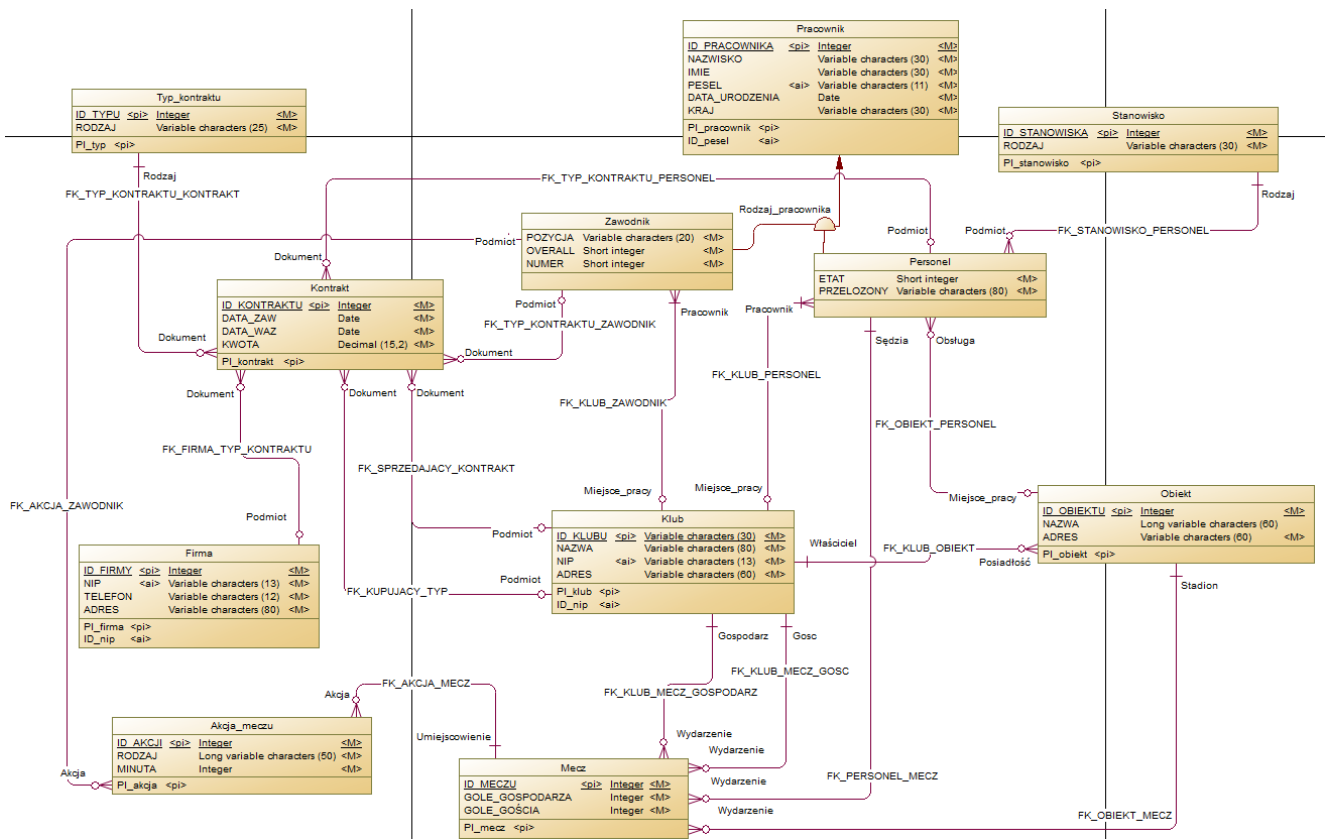 Pracownik
ID_PRACOWNIKA <pi> Integer <M>
NAZWISKO Variable characters (30) <M>
IMIE Variable characters (30) <M>
PESEL <ai> Variable characters (11) <M>
DATA_URODZENIA Date <M>
KRAJ Variable characters (30) <M>
PI_pracownik <pi>
ID_pesel <ai>
Typ_kontraktu
ID_TYPU <pi> Integer <M>
RODZAJ Variable characters (25) <M>
PI_typ <pi>
Stanowisko
ID_STANOWISKA <pi> Integer <M>
RODZAJ Variable characters (30) <M>
PI_stanowisko <pi>
Rodzaj
FK_TYP_KONTRAKTU_KONTRAKT
FK_TYP_KONTRAKTU_PERSONEL
Rodzaj_pracownika
Rodzaj
FK_STANOWISKO_PERSONEL
Podmiot
Podmiot
Podmiot
Zawodnik
POZYCJA Variable characters (20) <M>
OVERALL Short integer <M>
NUMER Short integer <M>
Dokument
Personel
ETAT Short integer <M>
PRZELOZONY Variable characters (80) <M>
Kontrakt
ID_KONTRAKTU <pi> Integer <M>
DATA_ZAW Date <M>
DATA_WAZ Date <M>
KWOTA Decimal (15,2) <M>
PI_kontrakt <pi>
Podmiot
Pracownik
Pracownik
FK_TYP_KONTRAKTU_ZAWODNIK
Dokument
Dokument
Sędzia
Obsługa
Dokument
Dokument
Dokument
FK_KLUB_PERSONEL
FK_KLUB_ZAWODNIK
FK_OBIEKT_PERSONEL
FK_FIRMA_TYP_KONTRAKTU
FK_SPRZEDAJACY_KONTRAKT
FK_AKCJA_ZAWODNIK
Miejsce_pracy
Miejsce_pracy
Miejsce_pracy
Obiekt
ID_OBIEKTU <pi> Integer <M>
NAZWA Long variable characters (60)
ADRES Variable characters (60) <M>
PI_obiekt <pi>
Podmiot
Podmiot
Klub
ID_KLUBU <pi> Variable characters (30) <M>
NAZWA Variable characters (80) <M>
NIP <ai> Variable characters (13) <M>
ADRES Variable characters (60) <M>
PI_klub <pi>
ID_nip <ai>
Właściciel
FK_KLUB_OBIEKT
Posiadłość
Firma
ID_FIRMY <pi> Integer <M>
NIP <ai> Variable characters (13) <M>
TELEFON Variable characters (12) <M>
ADRES Variable characters (80) <M>
PI_firma <pi>
ID_nip <ai>
Podmiot
FK_KUPUJACY_TYP
Stadion
Gospodarz
Gosc
FK_KLUB_MECZ_GOSC
FK_AKCJA_MECZ
FK_KLUB_MECZ_GOSPODARZ
Akcja
Akcja_meczu
ID_AKCJI <pi> Integer <M>
RODZAJ Long variable characters (50) <M>
MINUTA Integer <M>
PI_akcja <pi>
Umiejscowienie
Wydarzenie
Wydarzenie
Akcja
Mecz
ID_MECZU <pi> Integer <M>
GOLE_GOSPODARZA Integer <M>
GOLE_GOŚCIA Integer <M>
PI_mecz <pi>
Wydarzenie
FK_PERSONEL_MECZ
Wydarzenie
FK_OBIEKT_MECZ